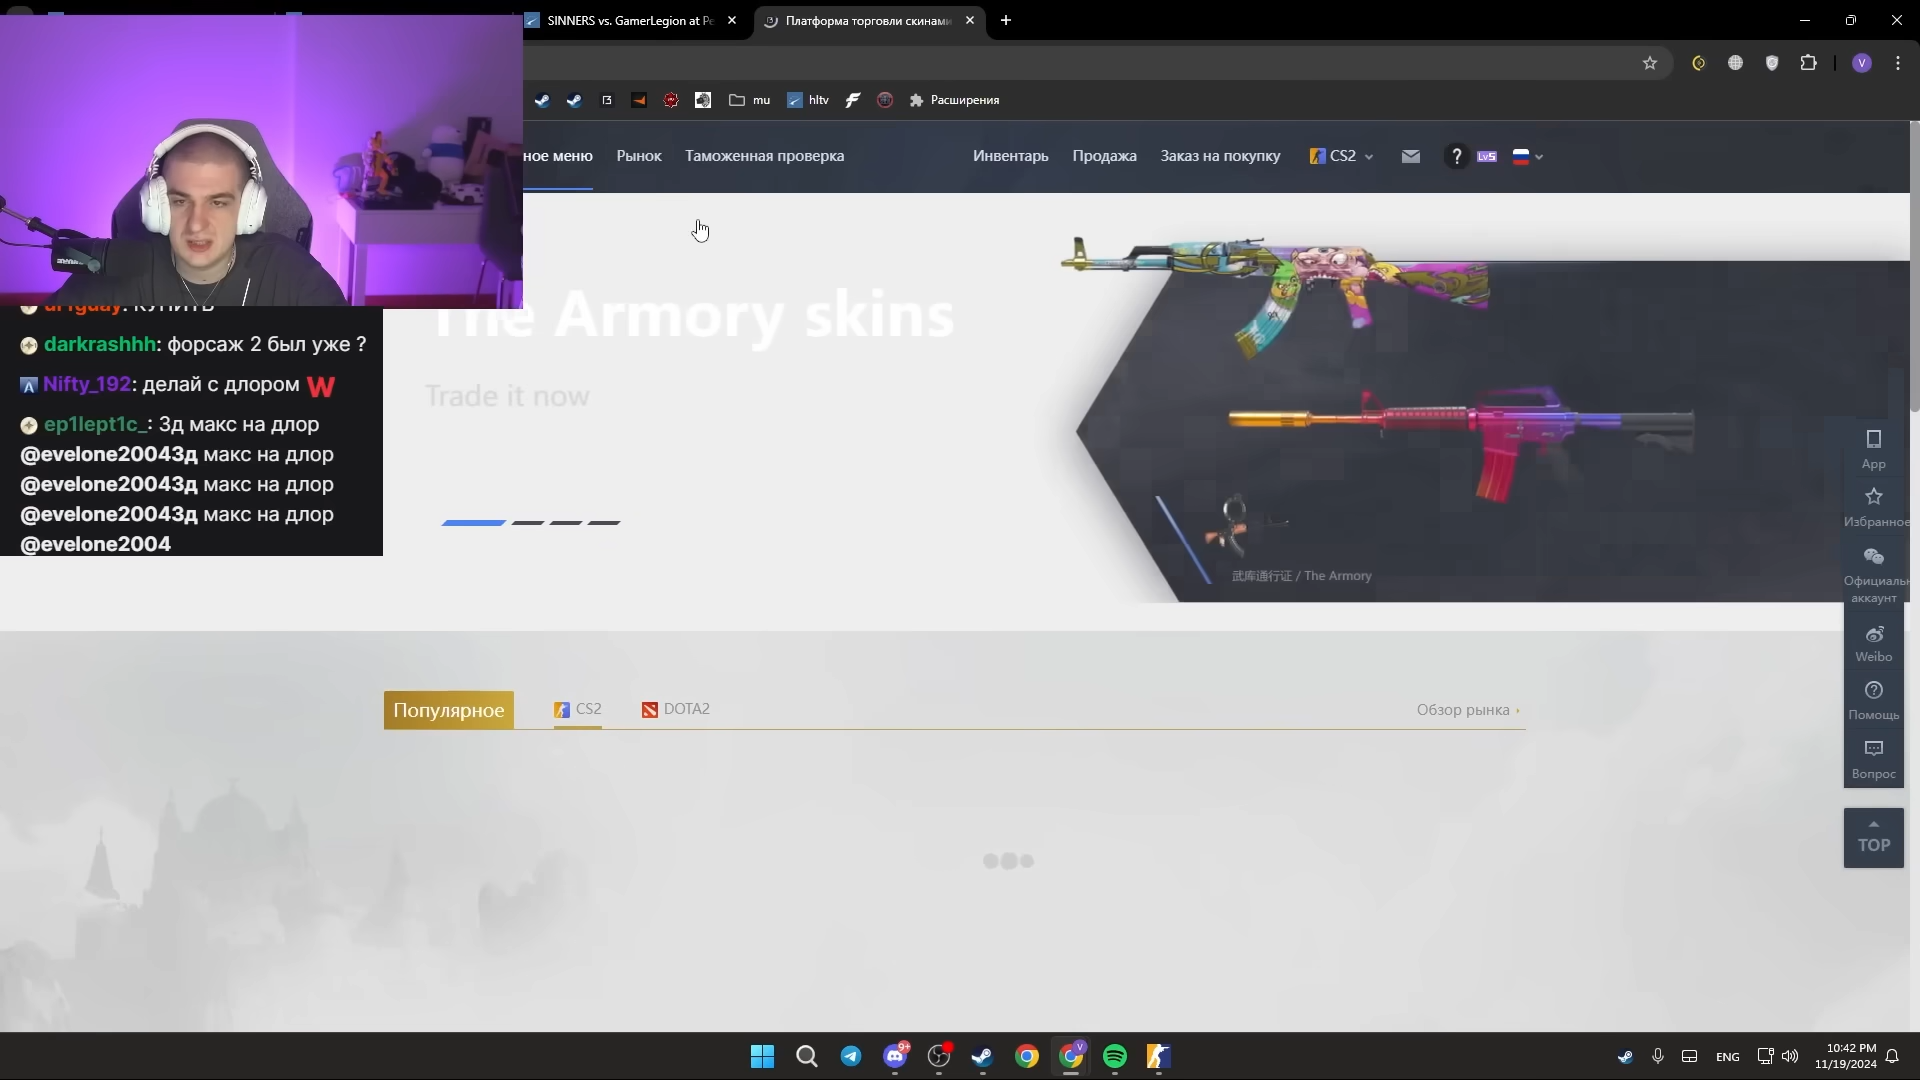 SINNERS vs. GamerLegion at Pe
Платформа торговли скинами
mu
hltv
Расширения
V
ное меню
Рынок
Таможенная проверка
Инвентарь
Продажа
Заказ на покупку
CS2
?
Lv5
The Armory skins
Trade it now
武库通行证 / The Armory
КУПИТЬ
darkrashhh: форсаж 2 был уже ?
Nifty_192: делай с длором W
ep1lept1c_: 3д макс на длор
@evelone20043д макс на длор
@evelone20043д макс на длор
@evelone20043д макс на длор
@evelone2004
App
Избранное
Официальн
аккаунт
Weibo
Помощь
Вопрос
TOP
Популярное
CS2
DOTA2
Обзор рынка
9+
V
ENG
10:42 PM
11/19/2024